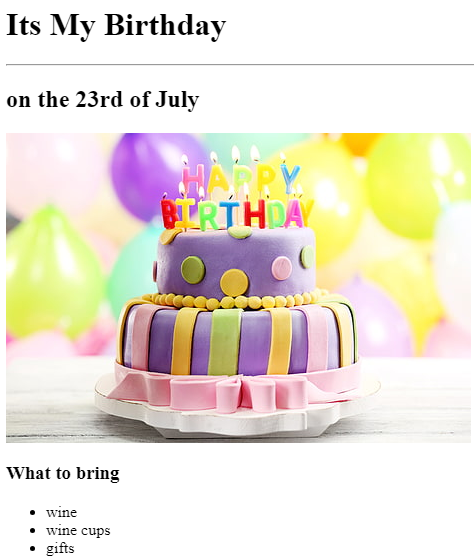 Its My Birthday
on the 23rd of July
HAPPY
BIRTHDAY
What to bring
wine
wine cups
gifts